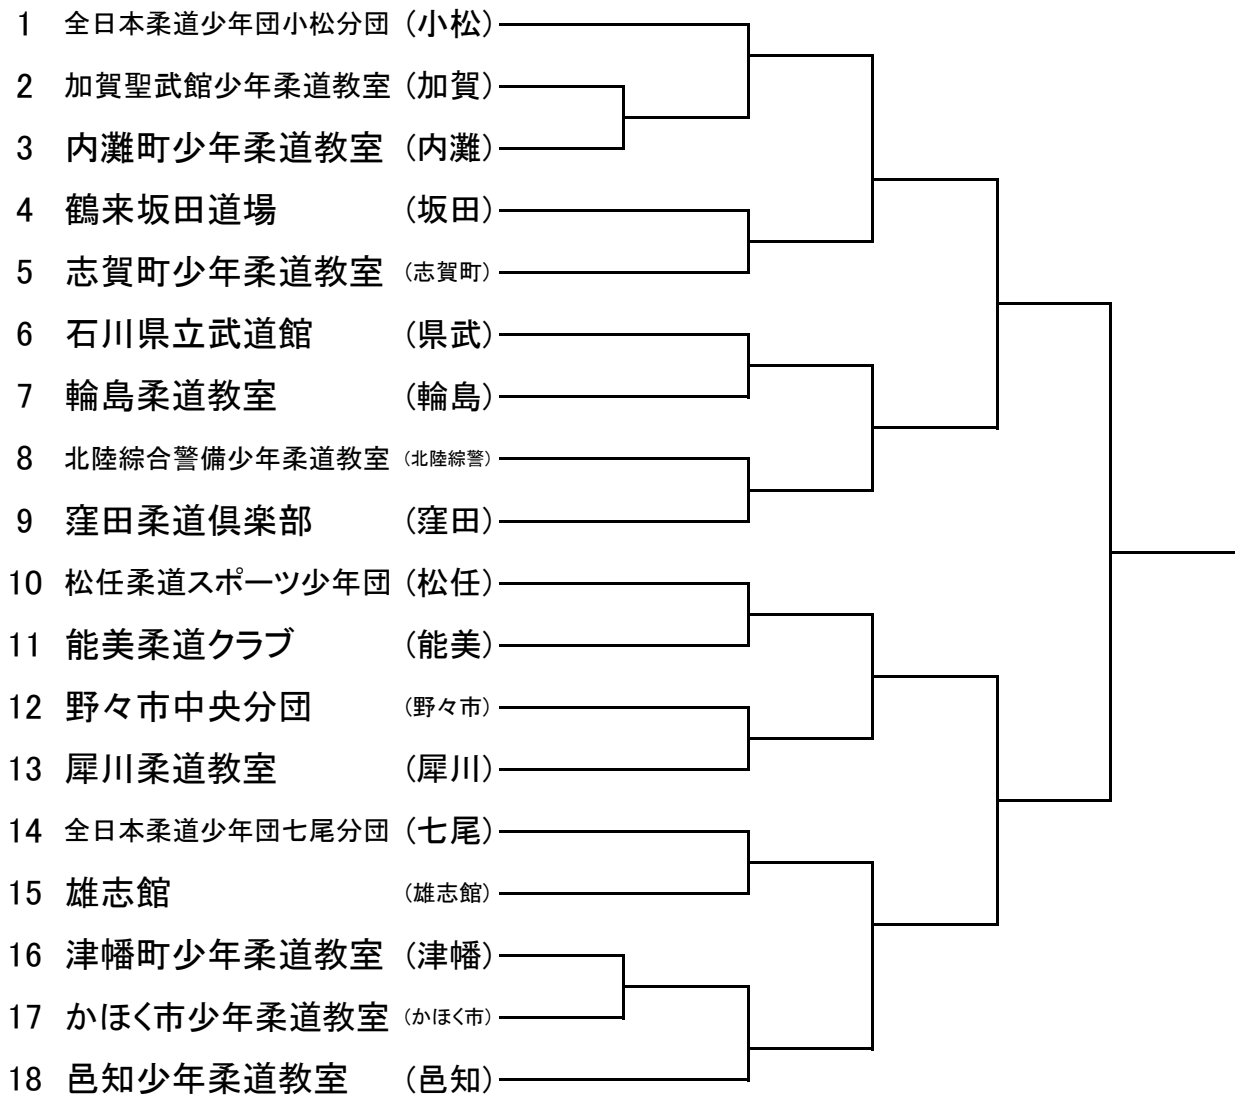 1 全日本柔道少年団小松分団 (小松)
2 加賀聖武館少年柔道教室 (加賀)
3 内灘町少年柔道教室 (内灘)
4 鶴来坂田道場 (坂田)
5 志賀町少年柔道教室 (志賀町)
6 石川県立武道館 (県武)
7 輪島柔道教室 (輪島)
8 北陸綜合警備少年柔道教室 (北陸綜警)
9 窪田柔道倶楽部 (窪田)
10 松任柔道スポーツ少年団 (松任)
11 能美柔道クラブ (能美)
12 野々市中央分団 (野々市)
13 犀川柔道教室 (犀川)
14 全日本柔道少年団七尾分団 (七尾)
15 雄志館 (雄志館)
16 津幡町少年柔道教室 (津幡)
17 かほく市少年柔道教室 (かほく市)
18 邑知少年柔道教室 (邑知)